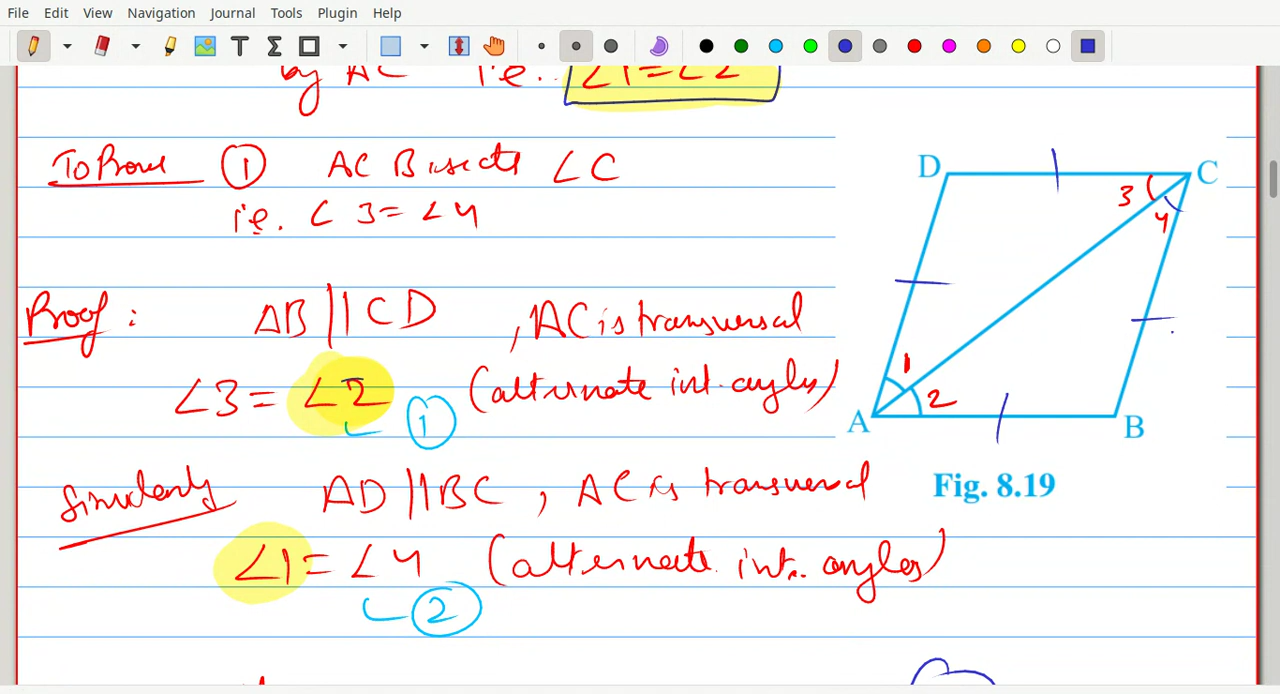 File Edit View Navigation Journal Tools Plugin Help
T Σ
by AC i.e.. ∠1=∠2
To Prove ① AC Bisects ∠C
i.e. ∠3=∠4
Proof : AB||CD , AC is transversal
∠3=∠2 (alternate int. angles)
①
Similarly AD||BC , AC is transversal
∠1=∠4 (alternate int. angles)
②
D C
3
4
1
2
A B
Fig. 8.19